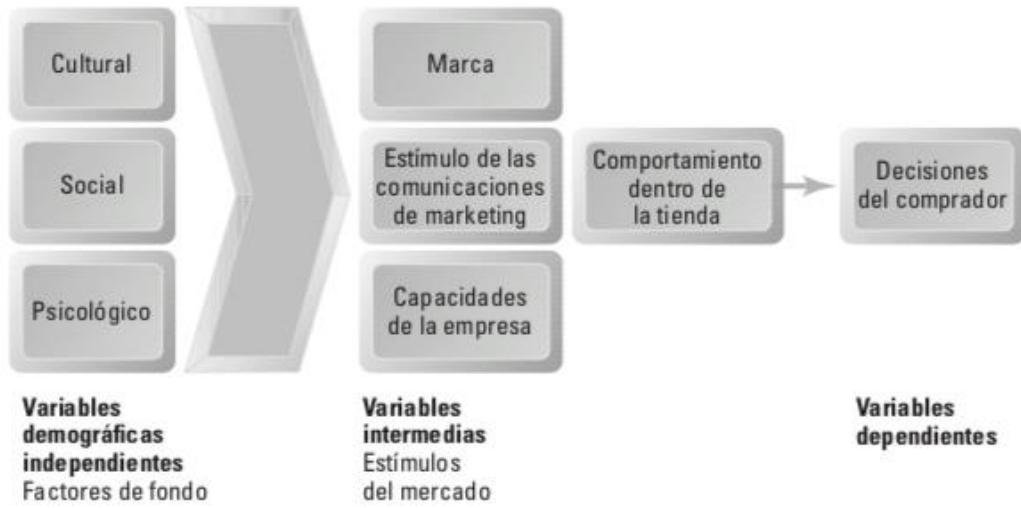 Cultural
Social
Psicológico
Variables
demográficas
independientes
Factores de fondo
Marca
Estímulo de las
comunicaciones
de marketing
Capacidades
de la empresa
Variables
intermedias
Estímulos
del mercado
Comportamiento
dentro de
la tienda
Decisiones
del comprador
Variables
dependientes